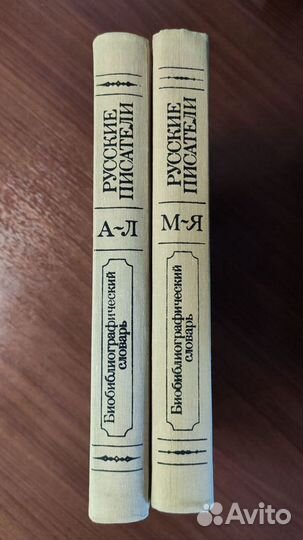 РУССКИЕ
ПИСАТЕЛИ
А~Л
Биобиблиографический
словарь
РУССКИЕ
ПИСАТЕЛИ
М~Я
Биобиблиографический
словарь
Avito